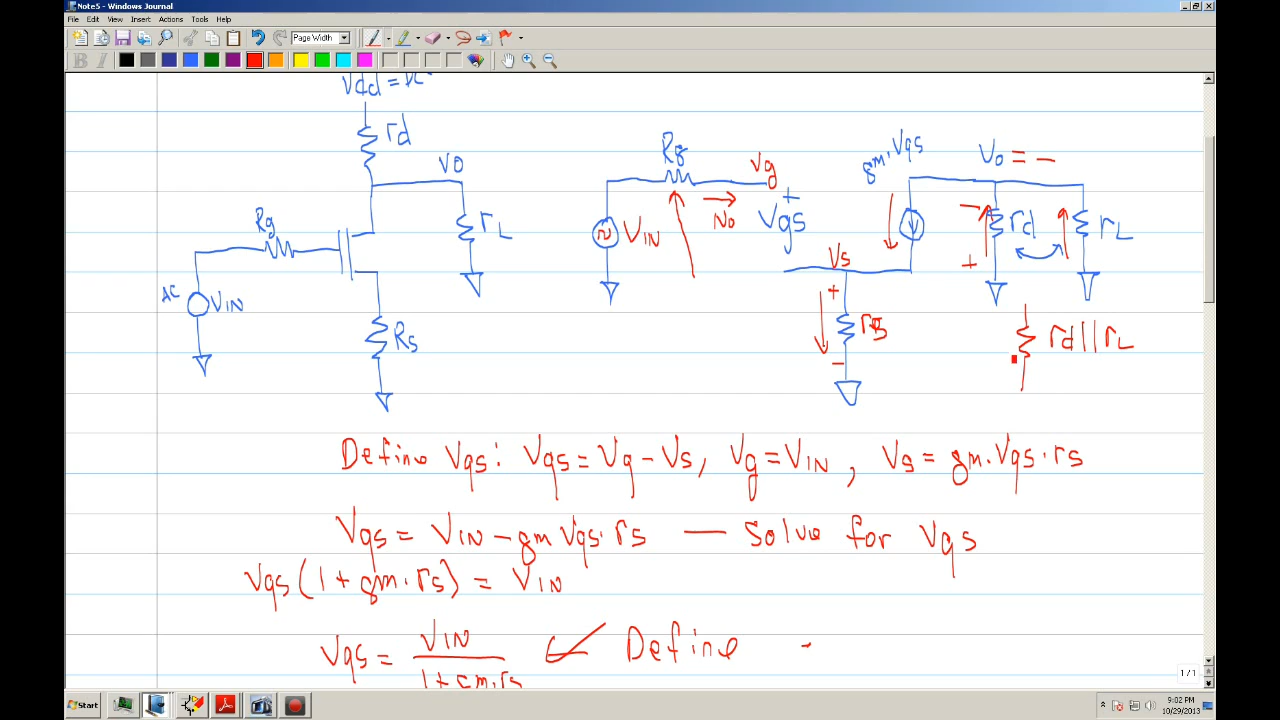 Note5 - Windows Journal
File Edit View Insert Actions Tools Help
Page Width
B I
rd
Vo
rL
Rg
AC
VIN
Rs
Rg
Vg
No
VIN
+
Vgs
Vs
+
rs
-
gm.Vgs
Vo = -
-
rd
+
rL
rd||rL
Define Vgs: Vgs = Vg - Vs, Vg = VIN, Vs = gm.Vgs.rs
Vgs = VIN - gm Vgs.rs — Solve for Vgs
Vgs(1 + gm.rs) = VIN
Vgs = VIN
1+gm.rs
Define -
1/1
Start
9:02 PM
10/29/2013